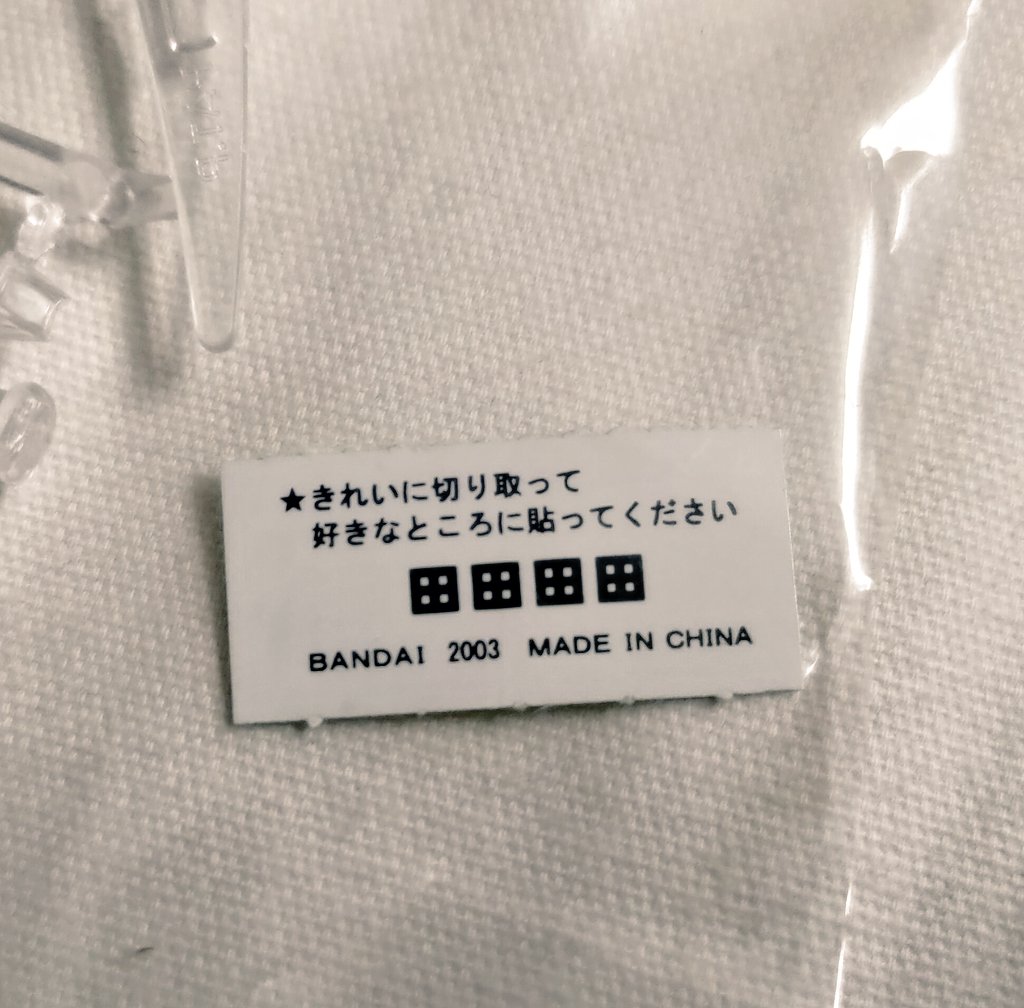 ★きれいに切り取って
好きなところに貼ってください
BANDAI 2003 MADE IN CHINA